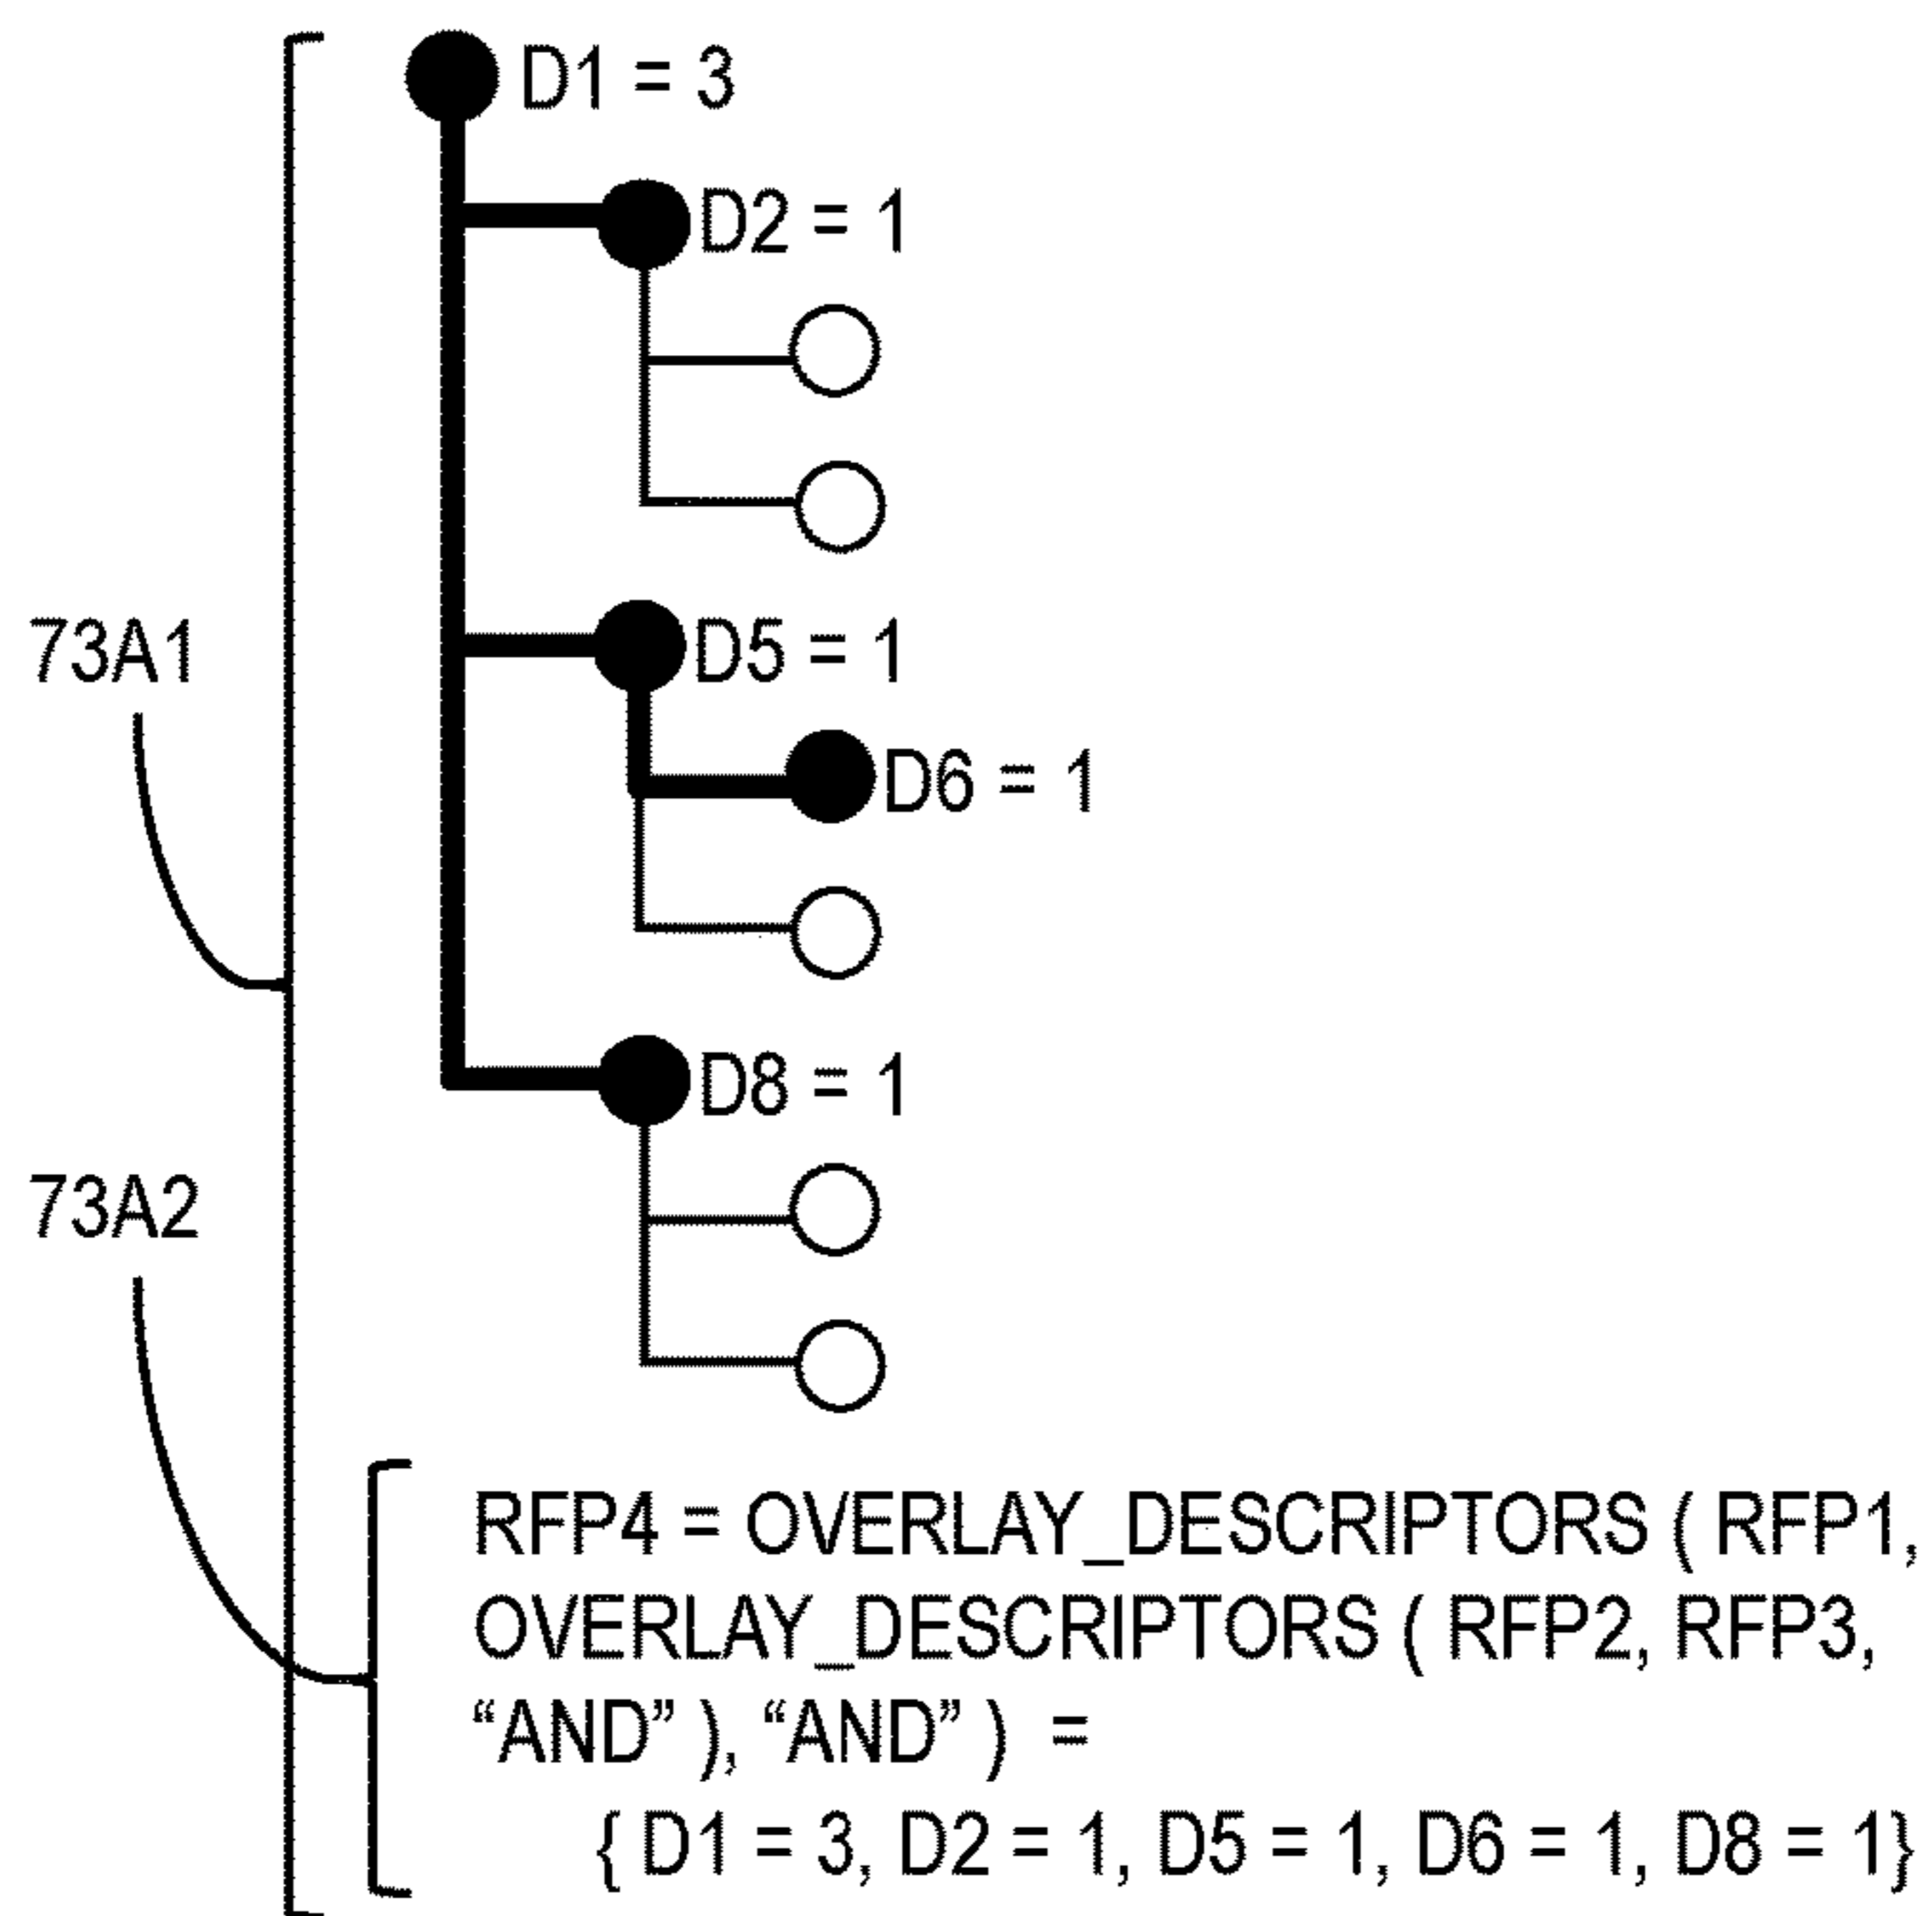 D1 = 3
D2 = 1
73A1
D5 = 1
D6 = 1
D8 = 1
73A2
RFP4 = OVERLAY_DESCRIPTORS ( RFP1,
OVERLAY_DESCRIPTORS ( RFP2, RFP3,
“AND” ), “AND” ) =
{ D1 = 3, D2 = 1, D5 = 1, D6 = 1, D8 = 1}